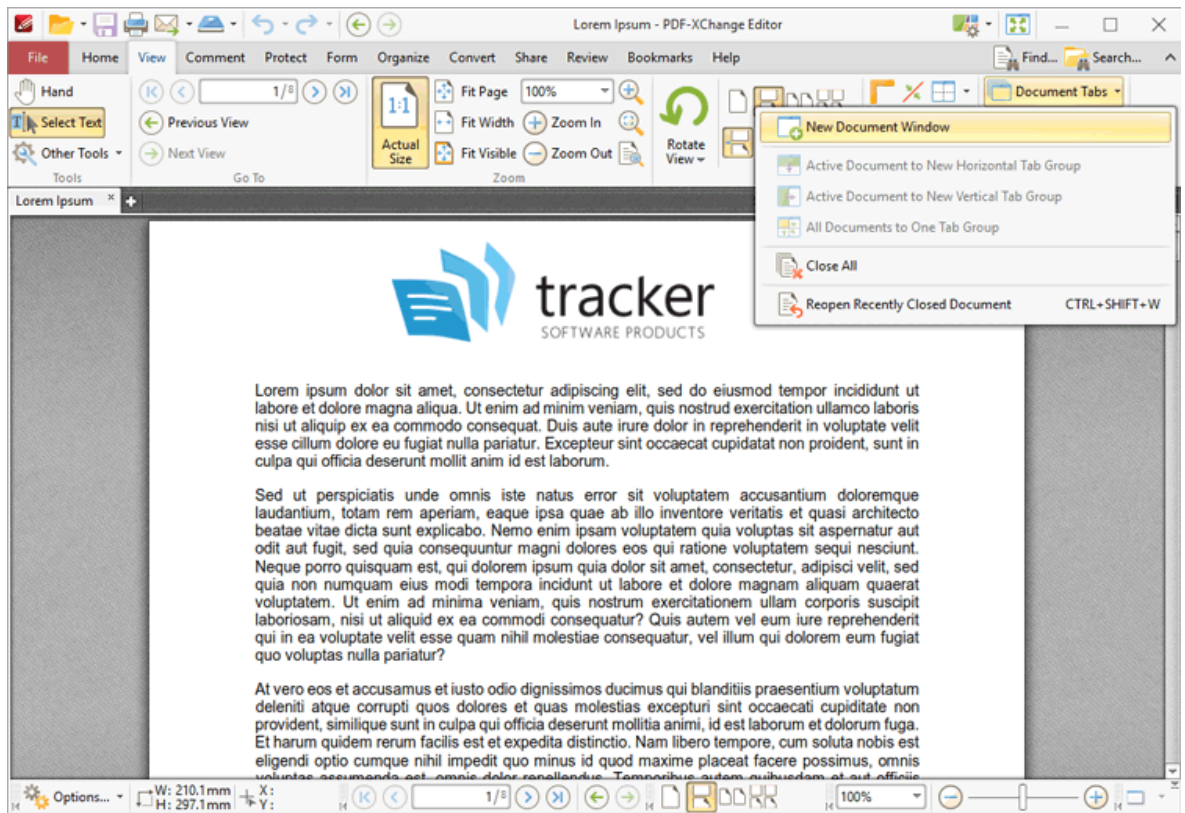 Lorem Ipsum - PDF-XChange Editor
File Home View Comment Protect Form Organize Convert Share Review Bookmarks Help Find... Search...
Hand
Select Text
Other Tools
Tools
1/8
Previous View
Next View
Go To
1:1
Actual Size
Fit Page 100%
Fit Width Zoom In
Fit Visible Zoom Out
Zoom
Rotate View
Document Tabs
New Document Window
Active Document to New Horizontal Tab Group
Active Document to New Vertical Tab Group
All Documents to One Tab Group
Close All
Reopen Recently Closed Document CTRL+SHIFT+W
Lorem Ipsum
tracker
SOFTWARE PRODUCTS
Lorem ipsum dolor sit amet, consectetur adipiscing elit, sed do eiusmod tempor incididunt ut
labore et dolore magna aliqua. Ut enim ad minim veniam, quis nostrud exercitation ullamco laboris
nisi ut aliquip ex ea commodo consequat. Duis aute irure dolor in reprehenderit in voluptate velit
esse cillum dolore eu fugiat nulla pariatur. Excepteur sint occaecat cupidatat non proident, sunt in
culpa qui officia deserunt mollit anim id est laborum.
Sed ut perspiciatis unde omnis iste natus error sit voluptatem accusantium doloremque
laudantium, totam rem aperiam, eaque ipsa quae ab illo inventore veritatis et quasi architecto
beatae vitae dicta sunt explicabo. Nemo enim ipsam voluptatem quia voluptas sit aspernatur aut
odit aut fugit, sed quia consequuntur magni dolores eos qui ratione voluptatem sequi nesciunt.
Neque porro quisquam est, qui dolorem ipsum quia dolor sit amet, consectetur, adipisci velit, sed
quia non numquam eius modi tempora incidunt ut labore et dolore magnam aliquam quaerat
voluptatem. Ut enim ad minima veniam, quis nostrum exercitationem ullam corporis suscipit
laboriosam, nisi ut aliquid ex ea commodi consequatur? Quis autem vel eum iure reprehenderit
qui in ea voluptate velit esse quam nihil molestiae consequatur, vel illum qui dolorem eum fugiat
quo voluptas nulla pariatur?
At vero eos et accusamus et iusto odio dignissimos ducimus qui blanditiis praesentium voluptatum
deleniti atque corrupti quos dolores et quas molestias excepturi sint occaecati cupiditate non
provident, similique sunt in culpa qui officia deserunt mollitia animi, id est laborum et dolorum fuga.
Et harum quidem rerum facilis est et expedita distinctio. Nam libero tempore, cum soluta nobis est
eligendi optio cumque nihil impedit quo minus id quod maxime placeat facere possimus, omnis
voluptas assumenda est, omnis dolor repellendus. Temporibus autem quibusdam et aut officiis
Options... W: 210.1mm X:
H: 297.1mm Y:
1/8
100%